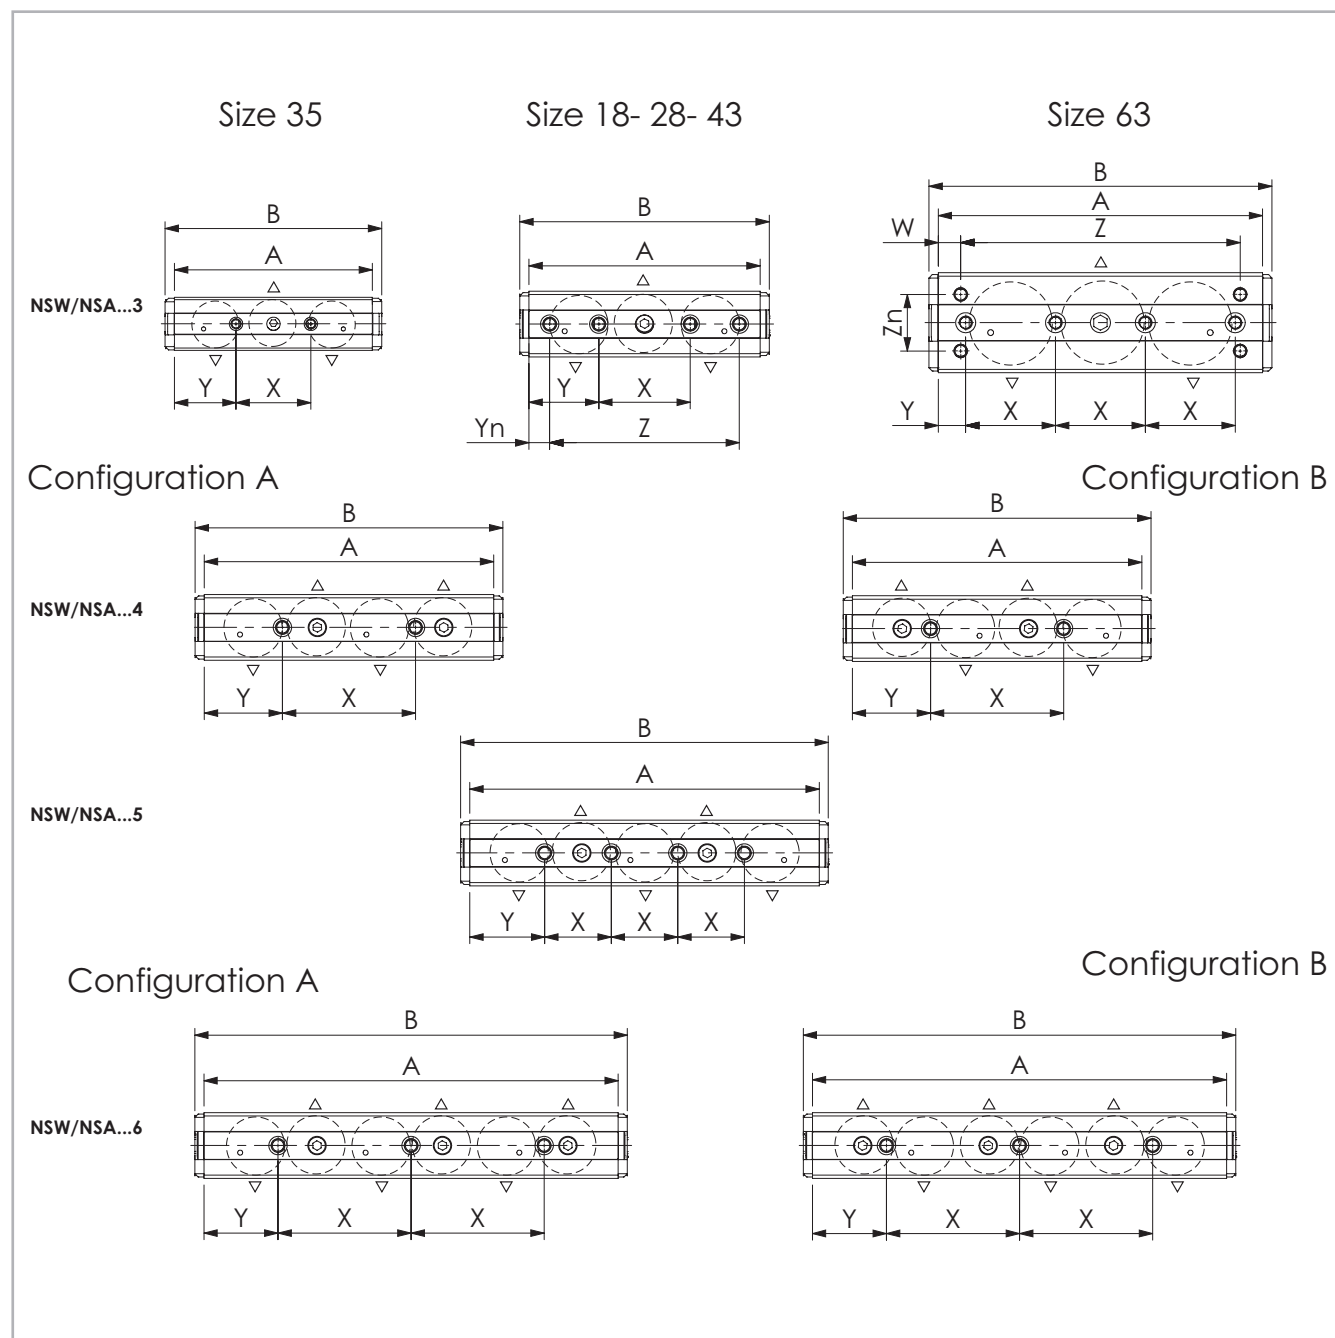 Size 35
Size 18- 28- 43
Size 63
B
B
B
A
A
A
W
Z
NSW/NSA...3
Zn
Y
X
Y
X
Y
X
X
X
Yn
Z
Configuration A
Configuration B
B
B
A
A
NSW/NSA...4
Y
X
Y
X
B
A
NSW/NSA...5
Y
X
X
X
Configuration A
Configuration B
B
B
A
A
NSW/NSA...6
Y
X
X
Y
X
X